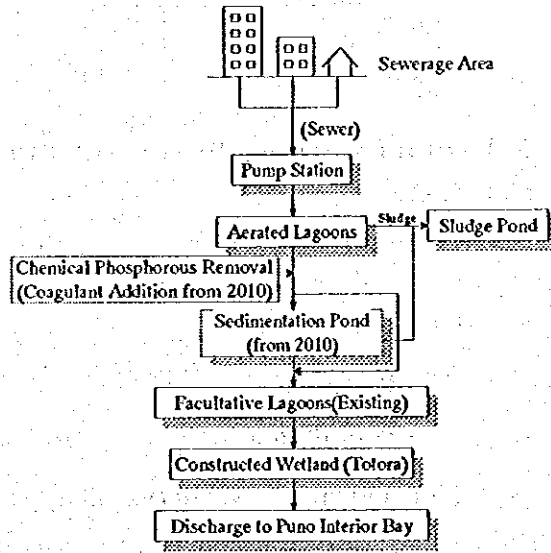 Sewerage Area
(Sewer)
Pump Station
Aerated Lagoons
Sludge
Sludge Pond
Chemical Phosphorous Removal
(Coagulant Addition from 2010)
Sedimentation Pond
(from 2010)
Facultative Lagoons(Existing)
Constructed Wetland (Totora)
Discharge to Puno Interior Bay